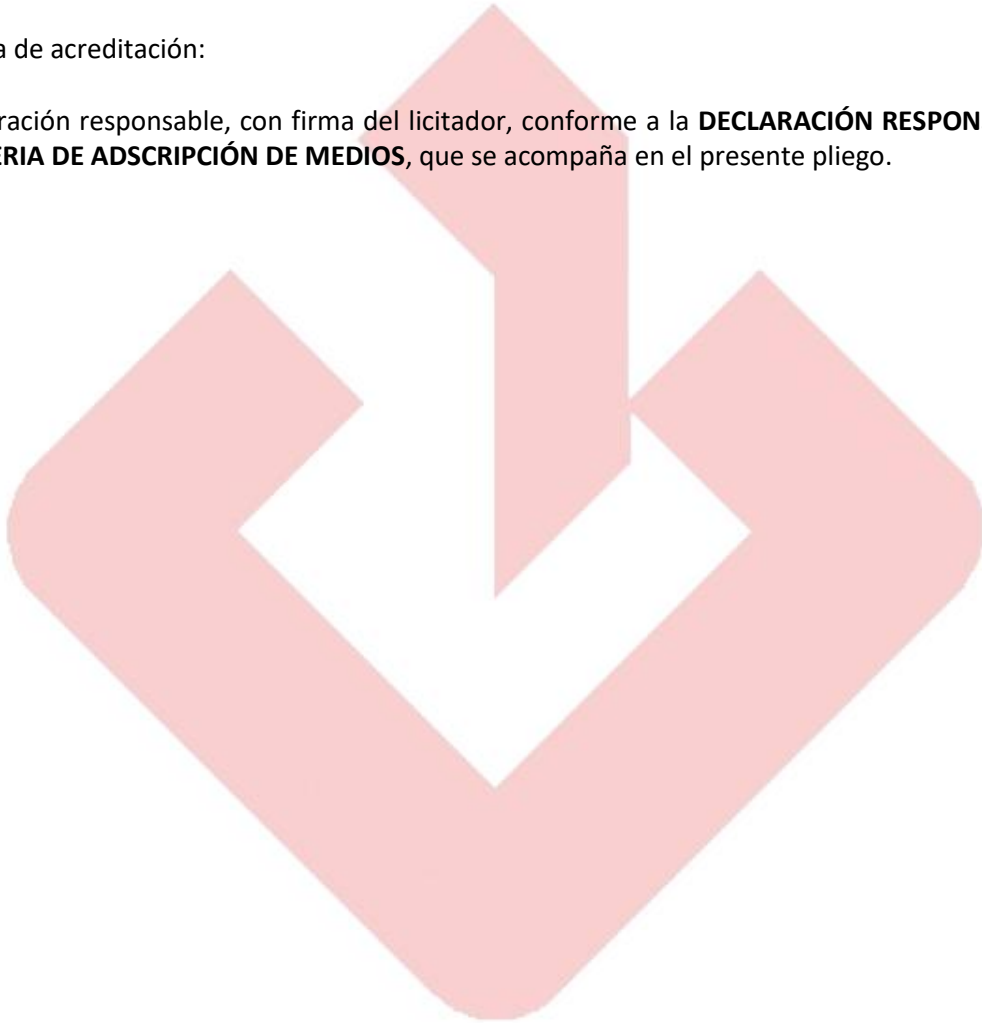 a de acreditación:
ración responsable, con firma del licitador, conforme a la DECLARACIÓN RESPON
ERIA DE ADSCRIPCIÓN DE MEDIOS, que se acompaña en el presente pliego.